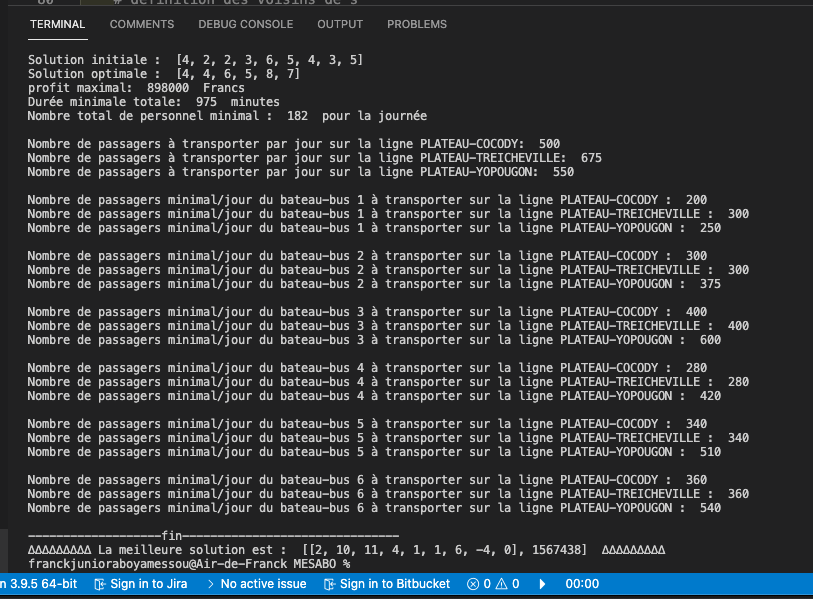 80 # définition des voisins de s
TERMINAL COMMENTS DEBUG CONSOLE OUTPUT PROBLEMS
Solution initiale :  [4, 2, 2, 3, 6, 5, 4, 3, 5]
Solution optimale :  [4, 4, 6, 5, 8, 7]
profit maximal:  898000  Francs
Durée minimale totale:  975  minutes
Nombre total de personnel minimal :  182  pour la journée
Nombre de passagers à transporter par jour sur la ligne PLATEAU-COCODY:  500
Nombre de passagers à transporter par jour sur la ligne PLATEAU-TREICHEVILLE:  675
Nombre de passagers à transporter par jour sur la ligne PLATEAU-YOPOUGON:  550
Nombre de passagers minimal/jour du bateau-bus 1 à transporter sur la ligne PLATEAU-COCODY :  200
Nombre de passagers minimal/jour du bateau-bus 1 à transporter sur la ligne PLATEAU-TREICHEVILLE :  300
Nombre de passagers minimal/jour du bateau-bus 1 à transporter sur la ligne PLATEAU-YOPOUGON :  250
Nombre de passagers minimal/jour du bateau-bus 2 à transporter sur la ligne PLATEAU-COCODY :  300
Nombre de passagers minimal/jour du bateau-bus 2 à transporter sur la ligne PLATEAU-TREICHEVILLE :  300
Nombre de passagers minimal/jour du bateau-bus 2 à transporter sur la ligne PLATEAU-YOPOUGON :  375
Nombre de passagers minimal/jour du bateau-bus 3 à transporter sur la ligne PLATEAU-COCODY :  400
Nombre de passagers minimal/jour du bateau-bus 3 à transporter sur la ligne PLATEAU-TREICHEVILLE :  400
Nombre de passagers minimal/jour du bateau-bus 3 à transporter sur la ligne PLATEAU-YOPOUGON :  600
Nombre de passagers minimal/jour du bateau-bus 4 à transporter sur la ligne PLATEAU-COCODY :  280
Nombre de passagers minimal/jour du bateau-bus 4 à transporter sur la ligne PLATEAU-TREICHEVILLE :  280
Nombre de passagers minimal/jour du bateau-bus 4 à transporter sur la ligne PLATEAU-YOPOUGON :  420
Nombre de passagers minimal/jour du bateau-bus 5 à transporter sur la ligne PLATEAU-COCODY :  340
Nombre de passagers minimal/jour du bateau-bus 5 à transporter sur la ligne PLATEAU-TREICHEVILLE :  340
Nombre de passagers minimal/jour du bateau-bus 5 à transporter sur la ligne PLATEAU-YOPOUGON :  510
Nombre de passagers minimal/jour du bateau-bus 6 à transporter sur la ligne PLATEAU-COCODY :  360
Nombre de passagers minimal/jour du bateau-bus 6 à transporter sur la ligne PLATEAU-TREICHEVILLE :  360
Nombre de passagers minimal/jour du bateau-bus 6 à transporter sur la ligne PLATEAU-YOPOUGON :  540
-------------------fin-------------------------------
∆∆∆∆∆∆∆∆∆ La meilleure solution est :  [[2, 10, 11, 4, 1, 1, 6, -4, 0], 1567438]  ∆∆∆∆∆∆∆∆∆
franckjunioraboyamessou@Air-de-Franck MESABO %
n 3.9.5 64-bit Sign in to Jira No active issue Sign in to Bitbucket 0 0 00:00